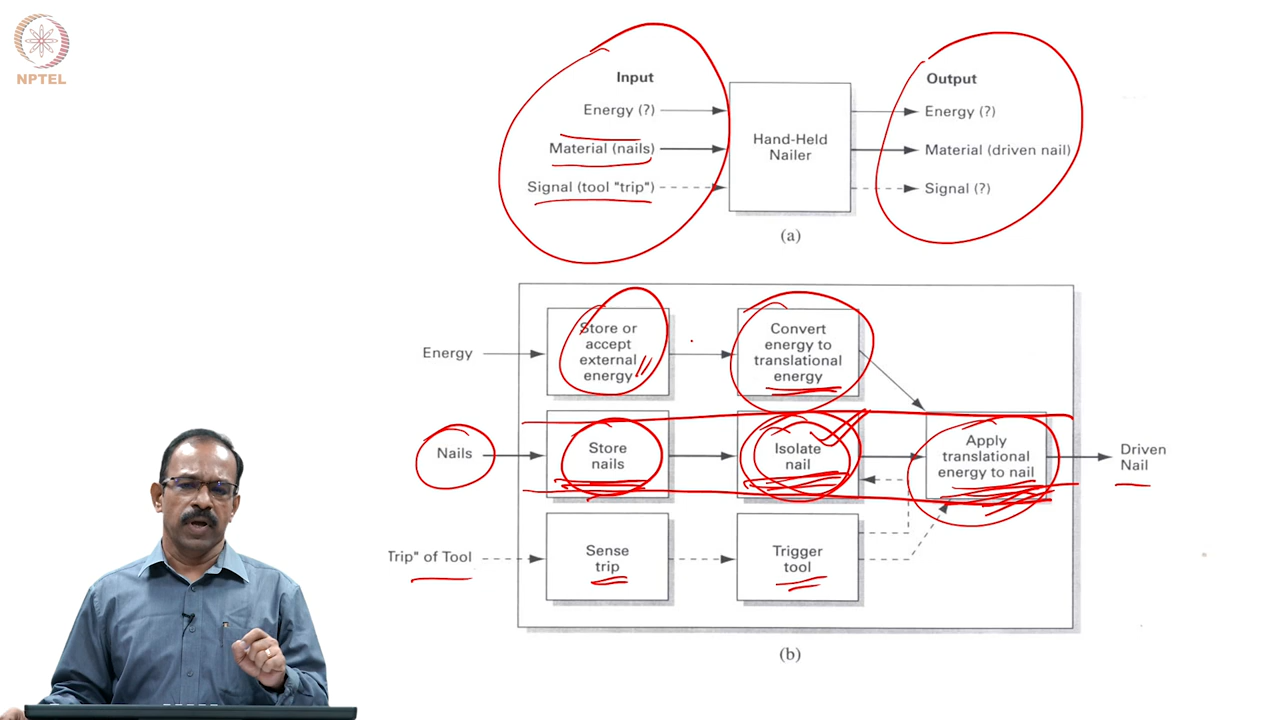 NPTEL
Input
Output
Energy (?)
Material (nails)
Signal (tool "trip")
Hand-Held
Nailer
Energy (?)
Material (driven nail)
Signal (?)
(a)
Energy
Store or
accept
external
energy
Convert
energy to
translational
energy
Nails
Store
nails
Isolate
nail
Apply
translational
energy to nail
Driven
Nail
Trip" of Tool
Sense
trip
Trigger
tool
(b)